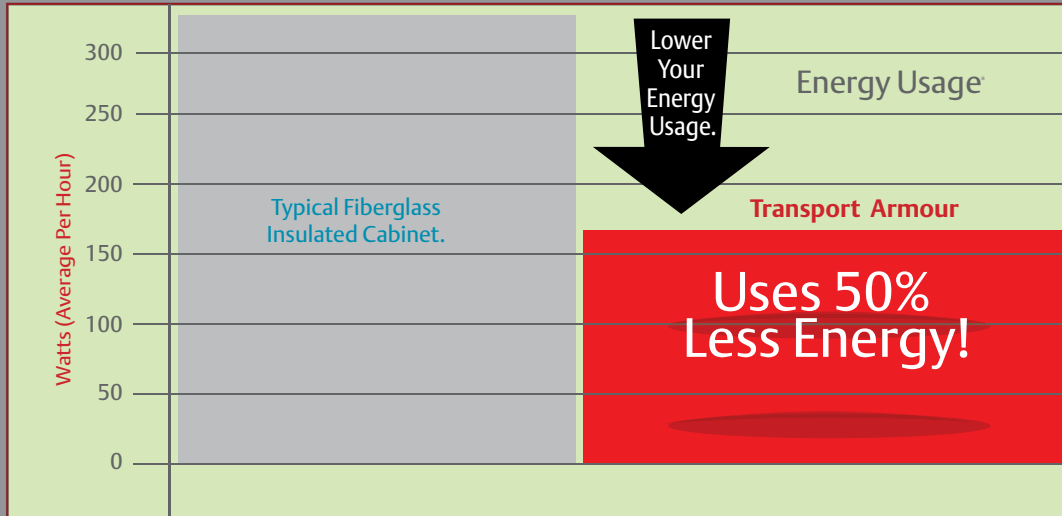 300
250
200
150
100
50
0
Watts (Average Per Hour)
Typical Fiberglass
Insulated Cabinet.
Lower
Your
Energy
Usage.
Energy Usage
Transport Armour
Uses 50%
Less Energy!